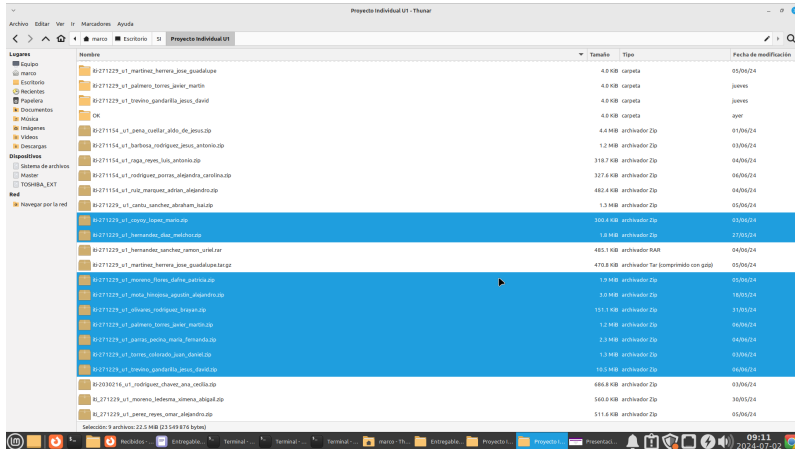 Proyecto Individual U1 - Thunar
Archivo Editar Ver Ir Marcadores Ayuda
marco Escritorio SI Proyecto Individual U1
Lugares
Equipo
marco
Escritorio
Recientes
Papelera
Documentos
Música
Imágenes
Vídeos
Descargas
Dispositivos
Sistema de archivos
Master
TOSHIBA_EXT
Red
Navegar por la red
Nombre Tamaño Tipo Fecha de modificación
iti-271229_u1_martinez_herrera_jose_guadalupe 4.0 KiB carpeta 05/06/24
iti-271229_u1_palmero_torres_javier_martin 4.0 KiB carpeta jueves
iti-271229_u1_trevino_gandarilla_jesus_david 4.0 KiB carpeta jueves
OK 4.0 KiB carpeta ayer
iti-271154_u1_pena_cuellar_aldo_de_jesus.zip 4.4 MiB archivador Zip 01/06/24
iti-271154_u1_barbosa_rodriguez_jesus_antonio.zip 1.2 MiB archivador Zip 03/06/24
iti-271154_u1_raga_reyes_luis_antonio.zip 318.7 KiB archivador Zip 04/06/24
iti-271154_u1_rodriguez_porras_alejandra_carolina.zip 327.6 KiB archivador Zip 04/06/24
iti-271154_u1_ruiz_marquez_adrian_alejandro.zip 482.4 KiB archivador Zip 04/06/24
iti-271229 _u1_cantu_sanchez_abraham_isai.zip 1.3 MiB archivador Zip 05/06/24
iti-271229_u1_coyoy_lopez_mario.zip 300.4 KiB archivador Zip 03/06/24
iti-271229_u1_hernandez_diaz_melchor.zip 1.8 MiB archivador Zip 27/05/24
iti-271229_u1_hernandez_sanchez_ramon_uriel.rar 485.1 KiB archivador RAR 04/06/24
iti-271229_u1_martinez_herrera_jose_guadalupe.tar.gz 470.8 KiB archivador Tar (comprimido con gzip) 05/06/24
iti-271229_u1_moreno_flores_dafne_patricia.zip 1.9 MiB archivador Zip 05/06/24
iti-271229_u1_mota_hinojosa_agustin_alejandro.zip 3.0 MiB archivador Zip 18/05/24
iti-271229_u1_olivares_rodriguez_brayan.zip 151.1 KiB archivador Zip 31/05/24
iti-271229_u1_palmero_torres_javier_martin.zip 1.2 MiB archivador Zip 06/06/24
iti-271229_u1_parras_pecina_maria_fernanda.zip 2.3 MiB archivador Zip 04/06/24
iti-271229_u1_torres_colorado_juan_daniel.zip 1.3 MiB archivador Zip 03/06/24
iti-271229_u1_trevino_gandarilla_jesus_david.zip 10.5 MiB archivador Zip 06/06/24
iti-2030216_u1_rodriguez_chavez_ana_cecilia.zip 686.8 KiB archivador Zip 03/06/24
iti_271229_u1_moreno_ledesma_ximena_abigail.zip 560.0 KiB archivador Zip 30/05/24
iti_271229_u1_perez_reyes_omar_alejandro.zip 511.6 KiB archivador Zip 05/06/24
Selección: 9 archivos: 22.5 MiB (23 549 876 bytes)
Recibidos -... Entregable... Terminal - ... Terminal - ... Terminal - ... marco - Th... Entregable... Proyecto I... Proyecto I... Presentaci... 09:11
2024-07-02